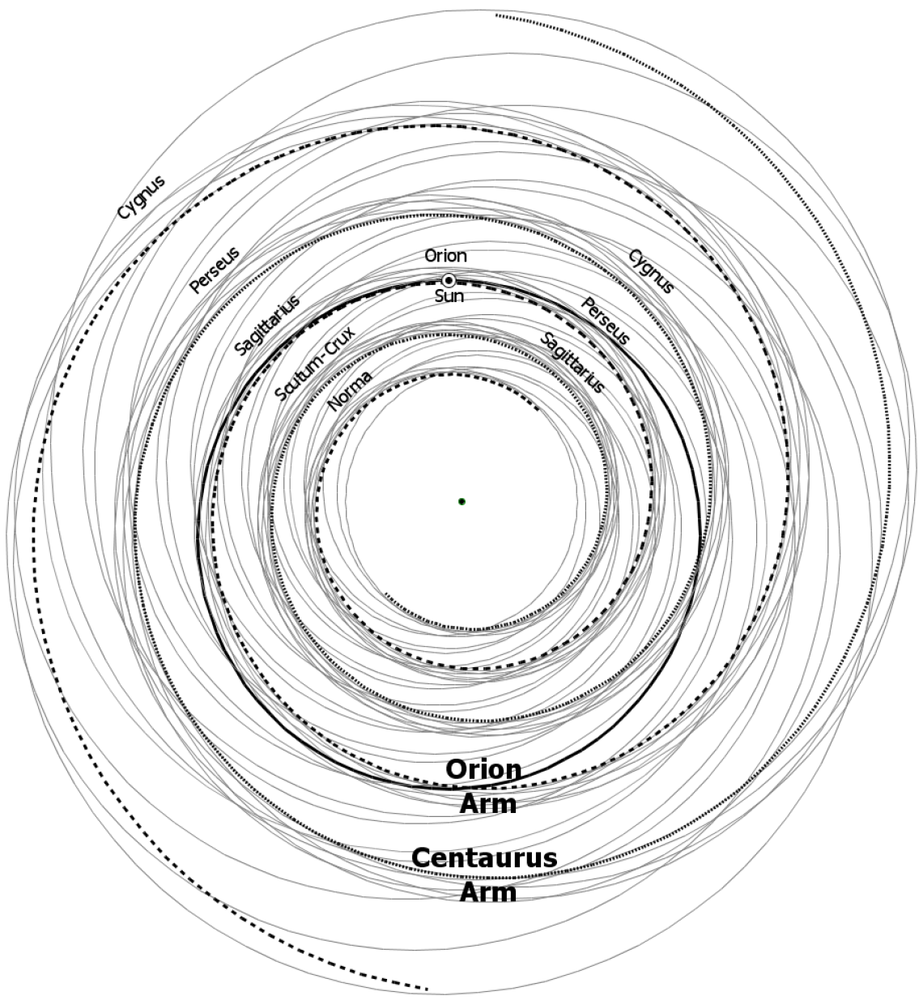 Cygnus
Perseus
Orion
Cygnus
Sun
Sagittarius
Perseus
Scutum-Crux
Sagittarius
Norma
Orion
Arm
Centaurus
Arm